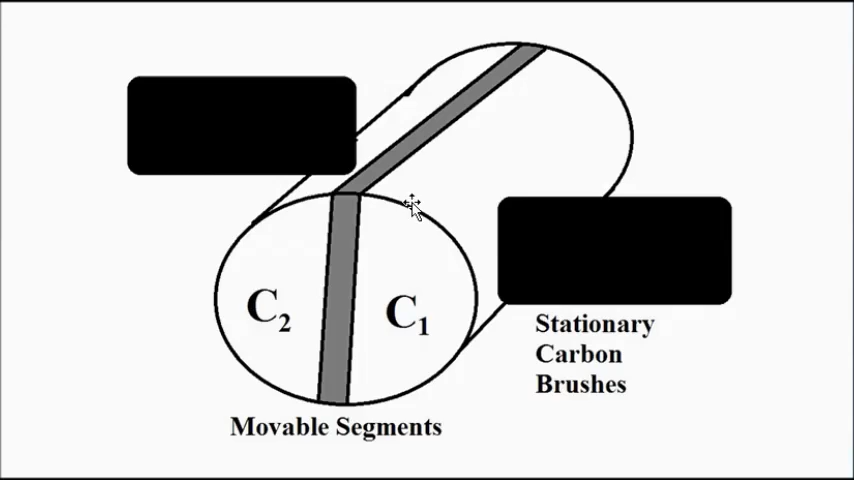 C2
C1
Stationary
Carbon
Brushes
Movable Segments